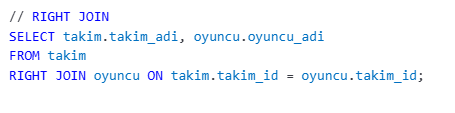 // RIGHT JOIN
SELECT takim.takim_adi, oyuncu.oyuncu_adi
FROM takim
RIGHT JOIN oyuncu ON takim.takim_id = oyuncu.takim_id;